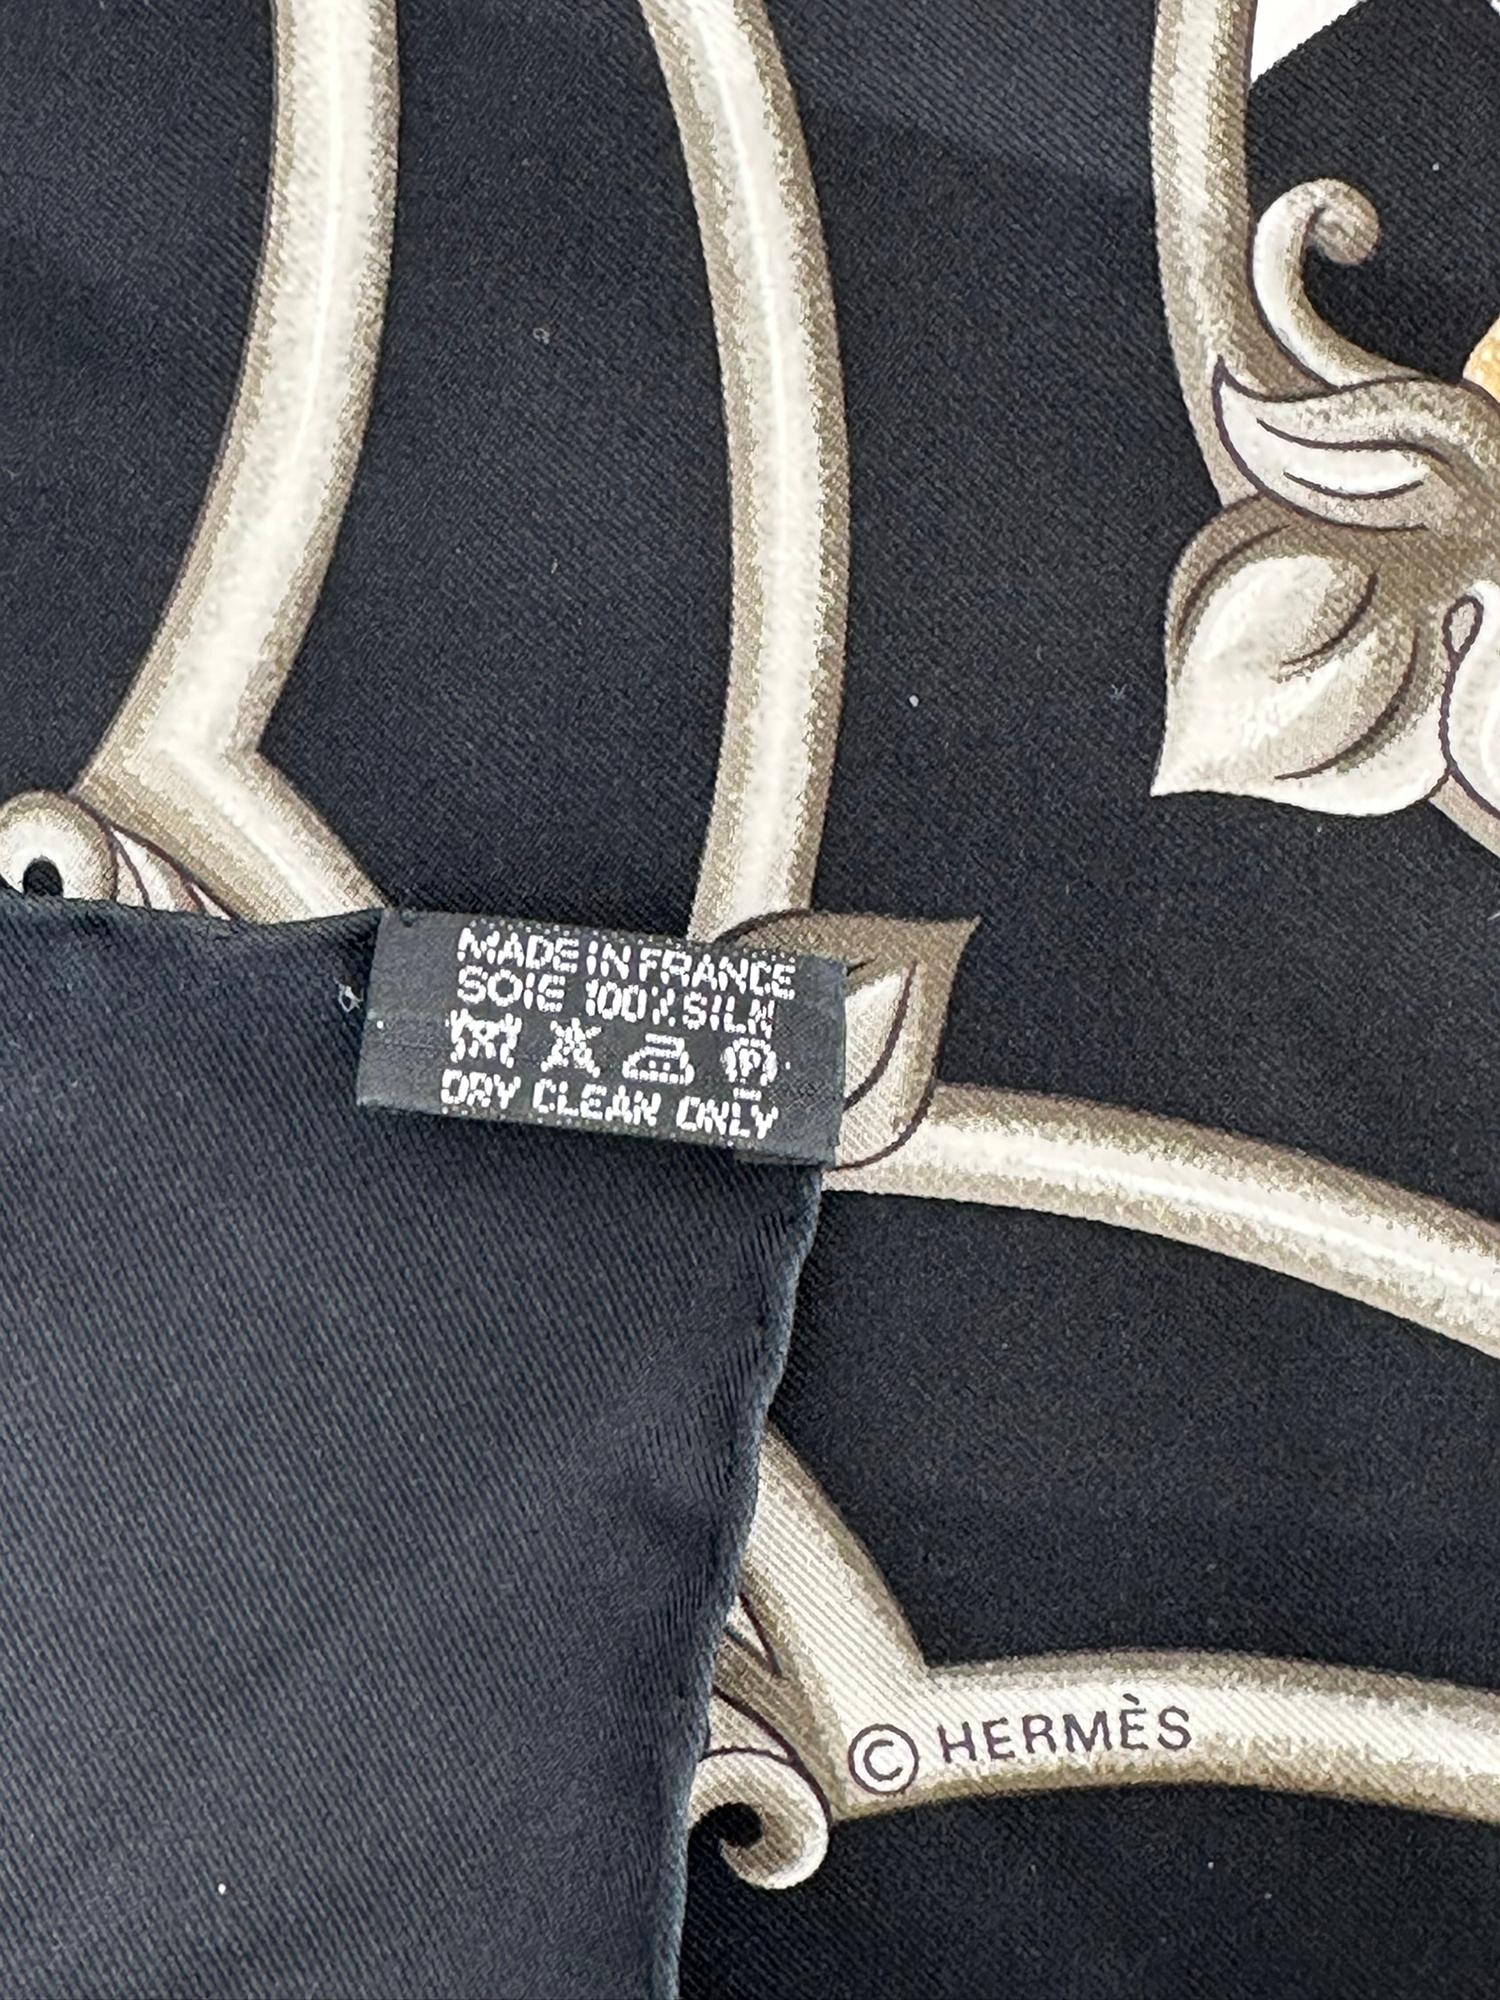 MADE IN FRANCE
SOIE 100% SILK
P
DRY CLEAN ONLY
© HERMÈS